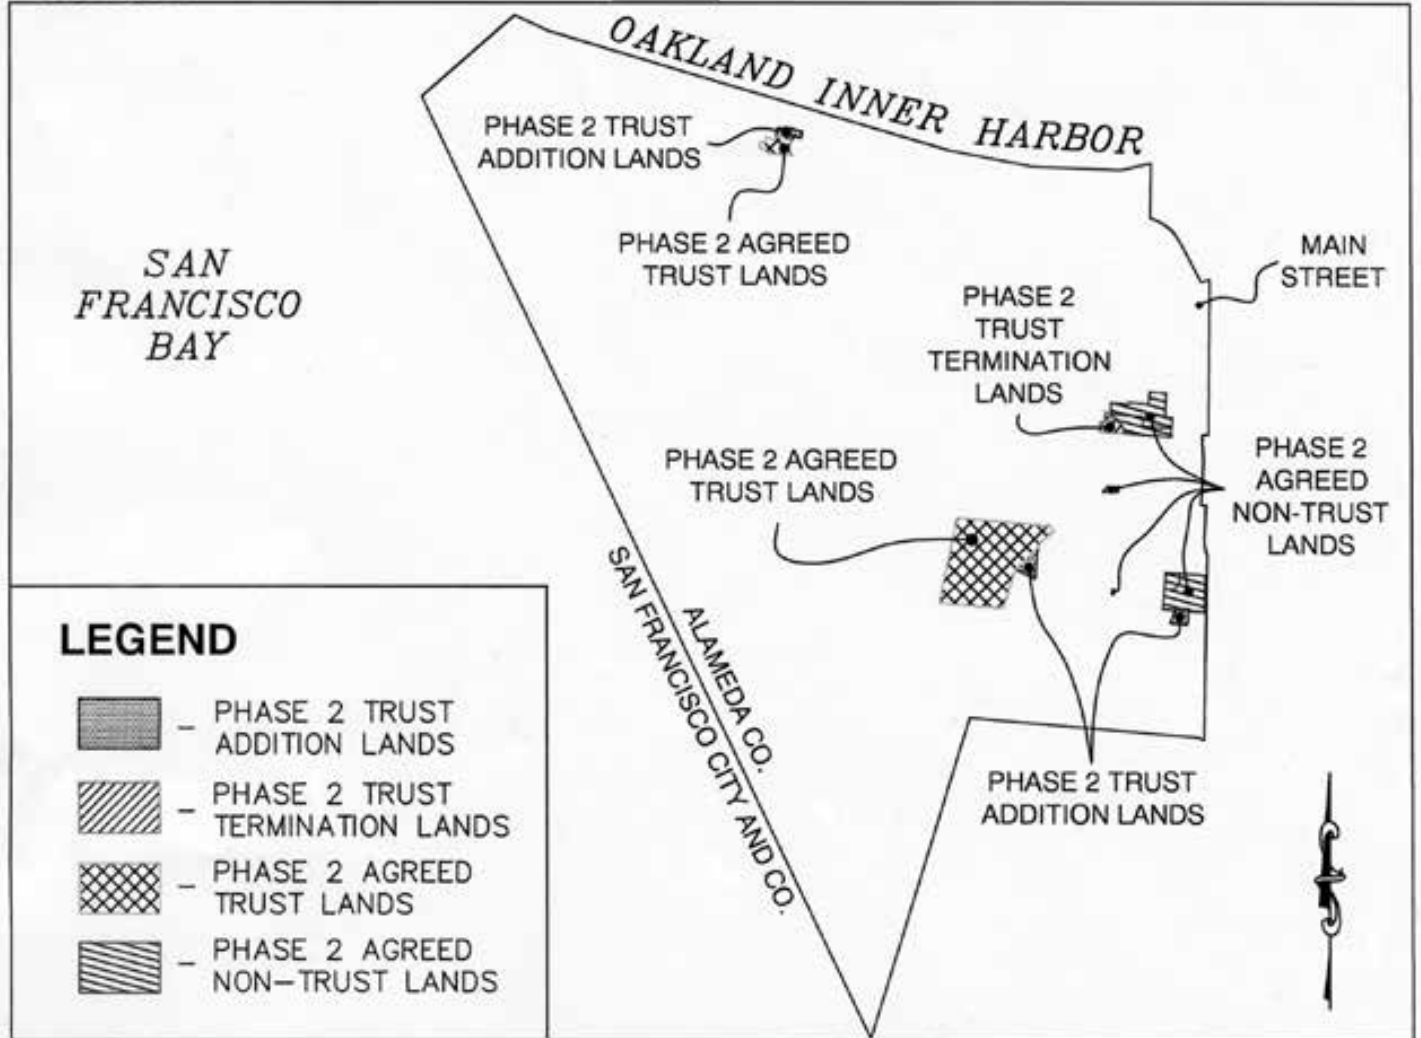 OAKLAND INNER HARBOR
PHASE 2 TRUST
ADDITION LANDS
PHASE 2 AGREED
TRUST LANDS
SAN
FRANCISCO
BAY
MAIN
STREET
PHASE 2
TRUST
TERMINATION
LANDS
PHASE 2 AGREED
TRUST LANDS
PHASE 2
AGREED
NON-TRUST
LANDS
ALAMEDA CO.
SAN FRANCISCO CITY AND CO.
PHASE 2 TRUST
ADDITION LANDS
LEGEND
- PHASE 2 TRUST
ADDITION LANDS
- PHASE 2 TRUST
TERMINATION LANDS
- PHASE 2 AGREED
TRUST LANDS
- PHASE 2 AGREED
NON-TRUST LANDS